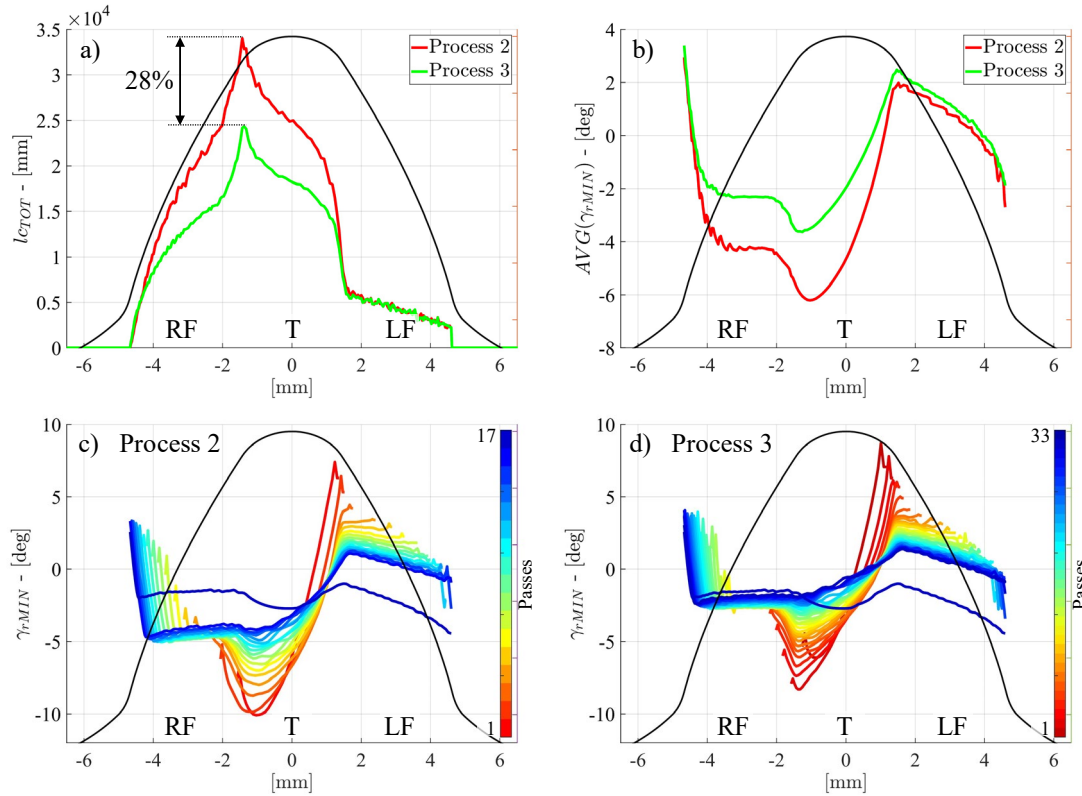 ×10⁴
3.5
3.0
2.5
2.0
1.5
1.0
0.5
0
lc_TOT - [mm]
a)
28%
Process 2
Process 3
RF T LF
-6 -4 -2 0 2 4 6
[mm]
4
2
0
-2
-4
-6
-8
AVG(γ_rMIN) - [deg]
b)
Process 2
Process 3
RF T LF
-6 -4 -2 0 2 4 6
[mm]
10
5
0
-5
-10
γ_rMIN - [deg]
c) Process 2
17
Passes
1
RF T LF
-6 -4 -2 0 2 4 6
[mm]
10
5
0
-5
-10
γ_rMIN - [deg]
d) Process 3
33
Passes
1
RF T LF
-6 -4 -2 0 2 4 6
[mm]